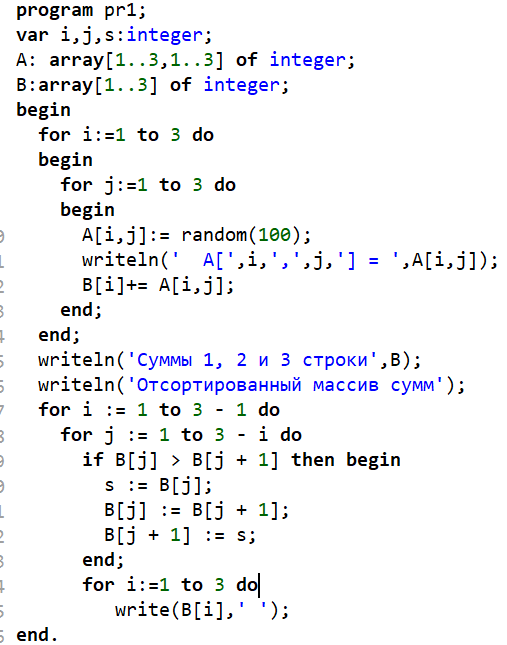 program pr1;
var i,j,s:integer;
A: array[1..3,1..3] of integer;
B:array[1..3] of integer;
begin
  for i:=1 to 3 do
  begin
    for j:=1 to 3 do
    begin
      A[i,j]:= random(100);
      writeln('  A[',i,',',j,'] = ',A[i,j]);
      B[i]+= A[i,j];
    end;
  end;
  writeln('Суммы 1, 2 и 3 строки',B);
  writeln('Отсортированный массив сумм');
  for i := 1 to 3 - 1 do
    for j := 1 to 3 - i do
      if B[j] > B[j + 1] then begin
        s := B[j];
        B[j] := B[j + 1];
        B[j + 1] := s;
      end;
      for i:=1 to 3 do
         write(B[i],' ');
end.